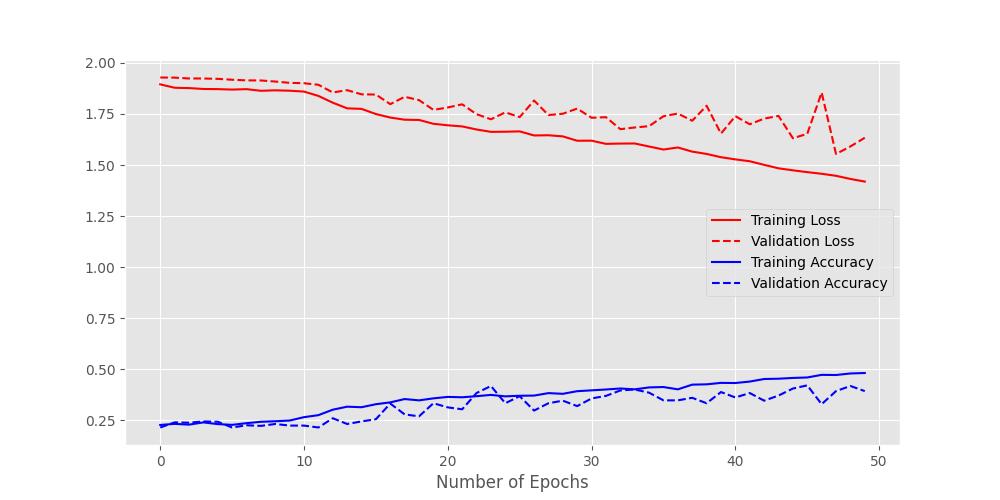 2.00
1.75
1.50
1.25
1.00
0.75
0.50
0.25
Training Loss
Validation Loss
Training Accuracy
Validation Accuracy
0 10 20 30 40 50
Number of Epochs